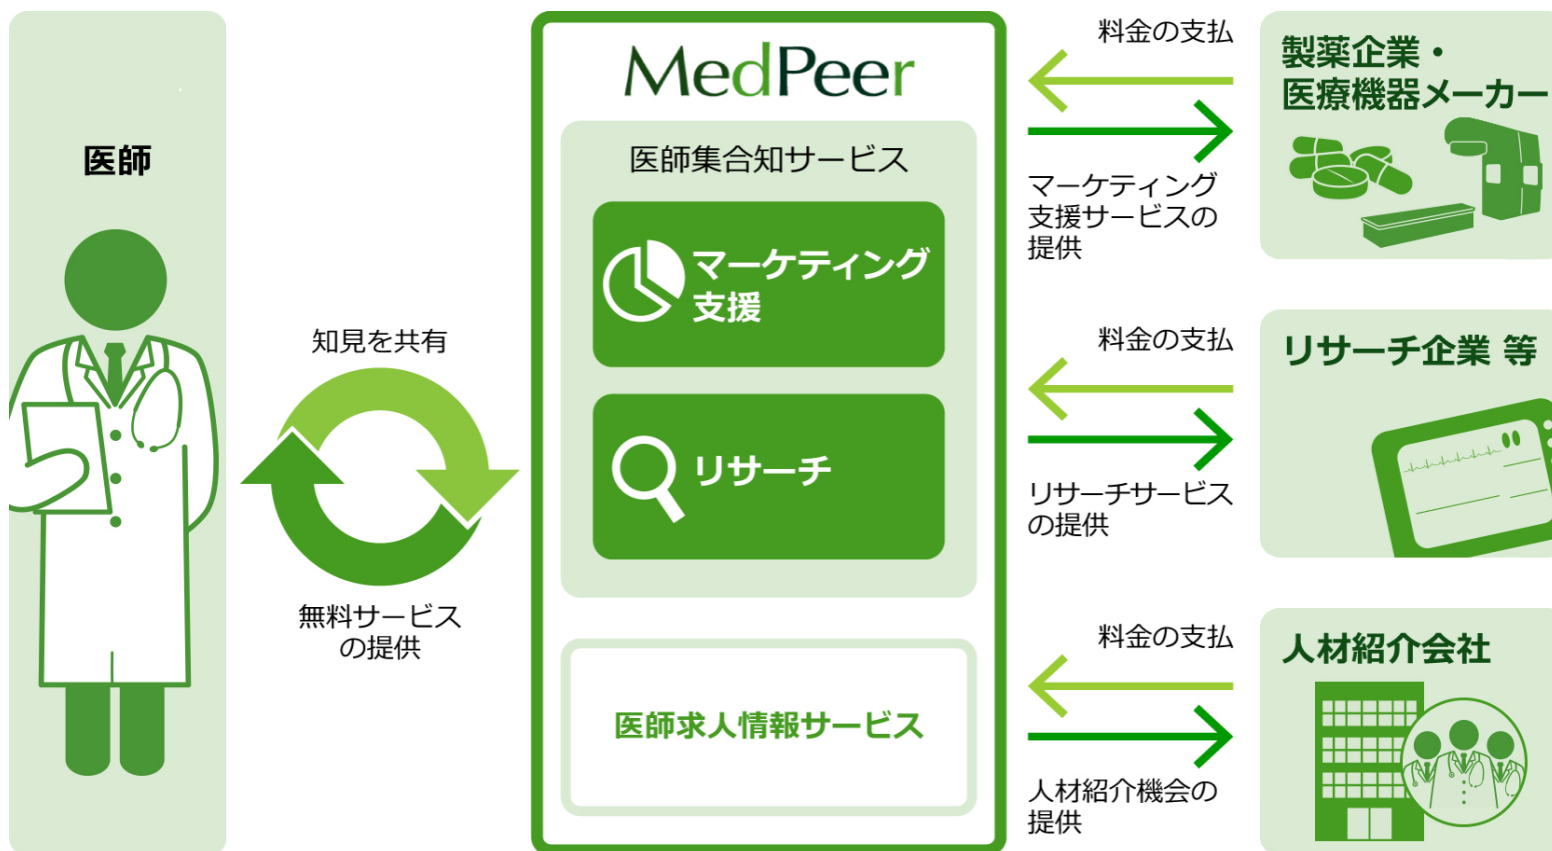 医師
知見を共有
無料サービス
の提供
MedPeer
医師集合知サービス
マーケティング
支援
リサーチ
医師求人情報サービス
料金の支払
マーケティング
支援サービスの
提供
製薬企業・
医療機器メーカー
料金の支払
リサーチサービス
の提供
リサーチ企業 等
料金の支払
人材紹介機会の
提供
人材紹介会社